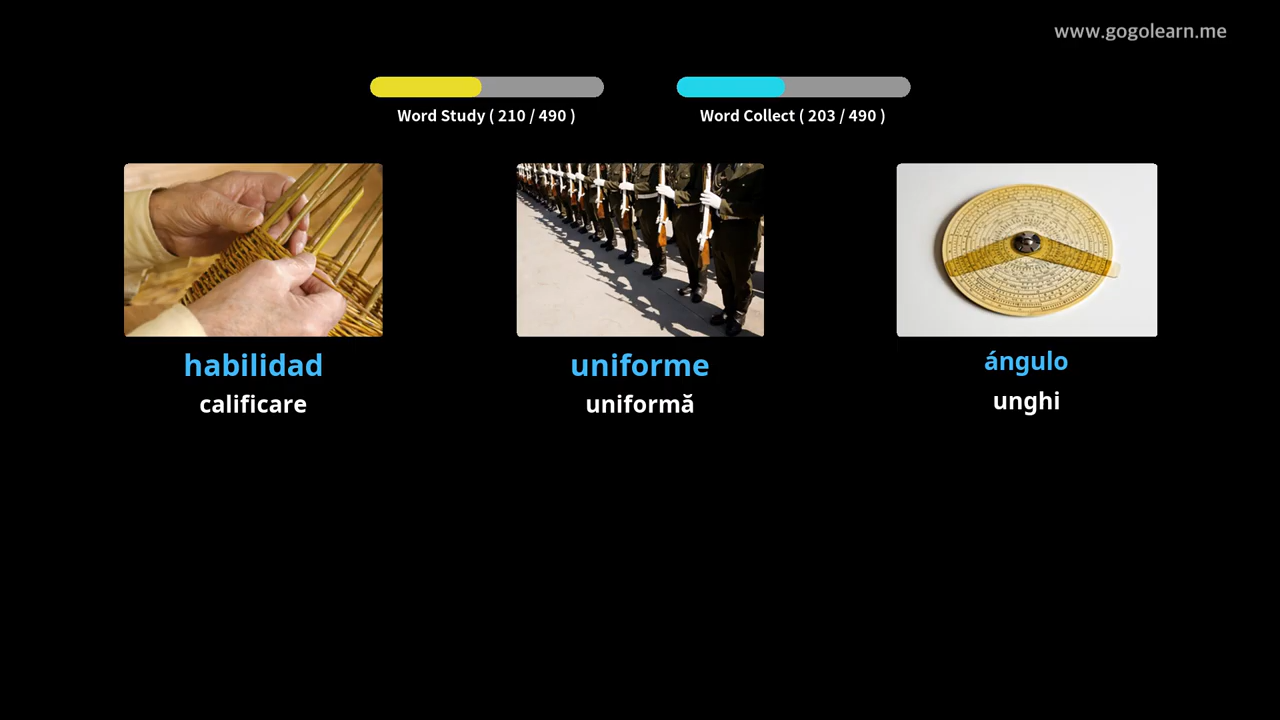 www.gogolearn.me
Word Study ( 210 / 490 )
Word Collect ( 203 / 490 )
habilidad
calificare
uniforme
uniformă
ángulo
unghi